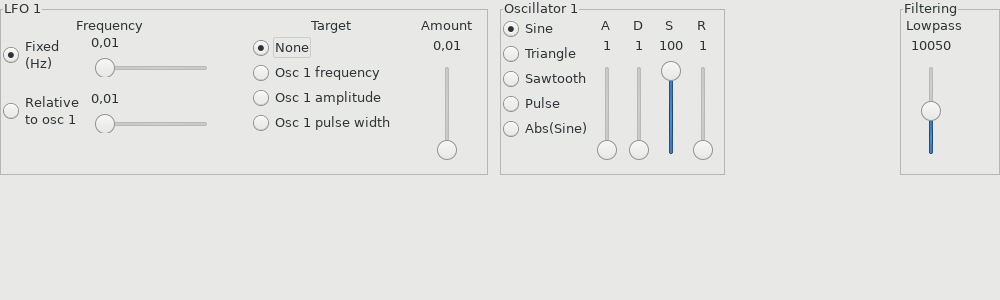 LFO 1
Frequency
Target
Amount
Fixed
(Hz)
0,01
None
Osc 1 frequency
Osc 1 amplitude
Osc 1 pulse width
0,01
Relative
to osc 1
0,01
Oscillator 1
Sine
Triangle
Sawtooth
Pulse
Abs(Sine)
A D S R
1 1 100 1
Filtering
Lowpass
10050